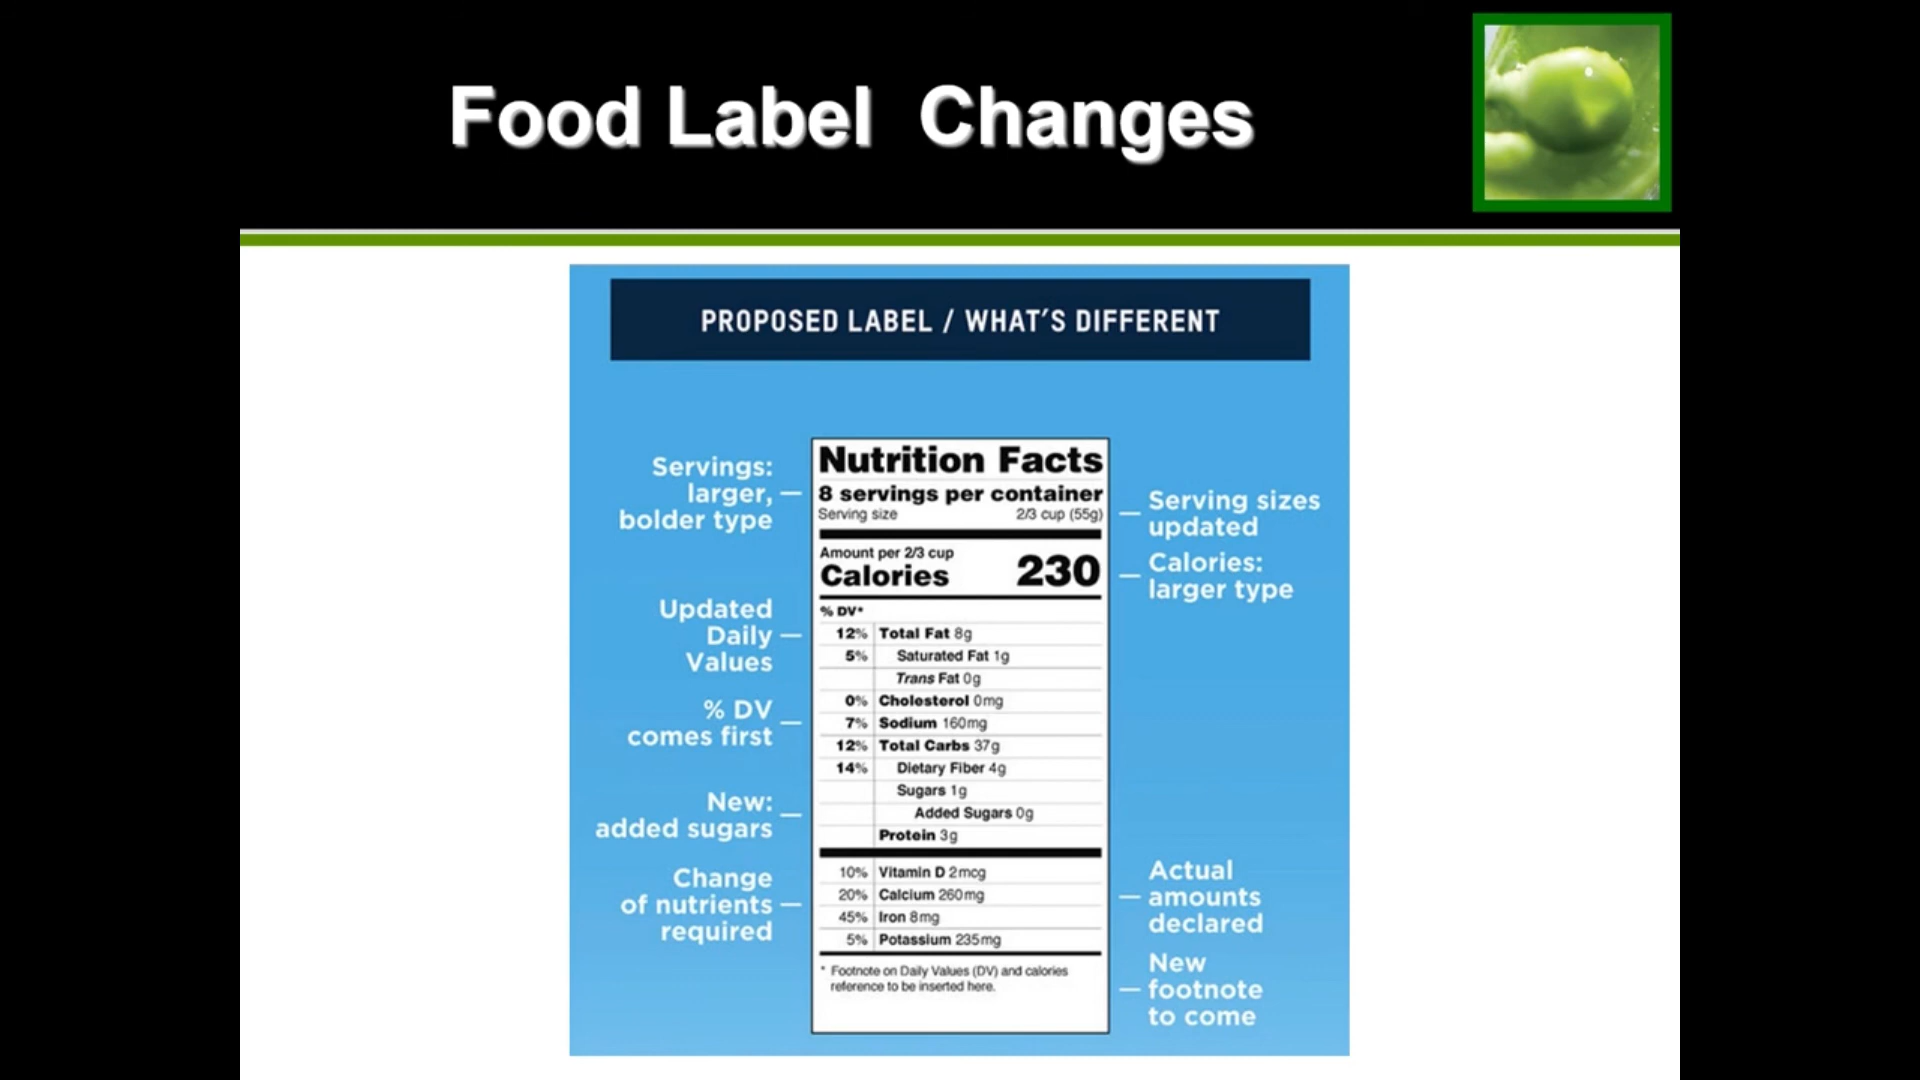 Food Label Changes
PROPOSED LABEL / WHAT'S DIFFERENT
Servings:
larger,
bolder type
Updated
Daily
Values
% DV
comes first
New:
added sugars
Change
of nutrients
required
Nutrition Facts
8 servings per container
Serving size 2/3 cup (55g)
Amount per 2/3 cup
Calories 230
% DV*
12% Total Fat 8g
5% Saturated Fat 1g
Trans Fat 0g
0% Cholesterol 0mg
7% Sodium 160mg
12% Total Carbs 37g
14% Dietary Fiber 4g
Sugars 1g
Added Sugars 0g
Protein 3g
10% Vitamin D 2mcg
20% Calcium 260mg
45% Iron 8mg
5% Potassium 235mg
* Footnote on Daily Values (DV) and calories
reference to be inserted here.
Serving sizes
updated
Calories:
larger type
Actual
amounts
declared
New
footnote
to come